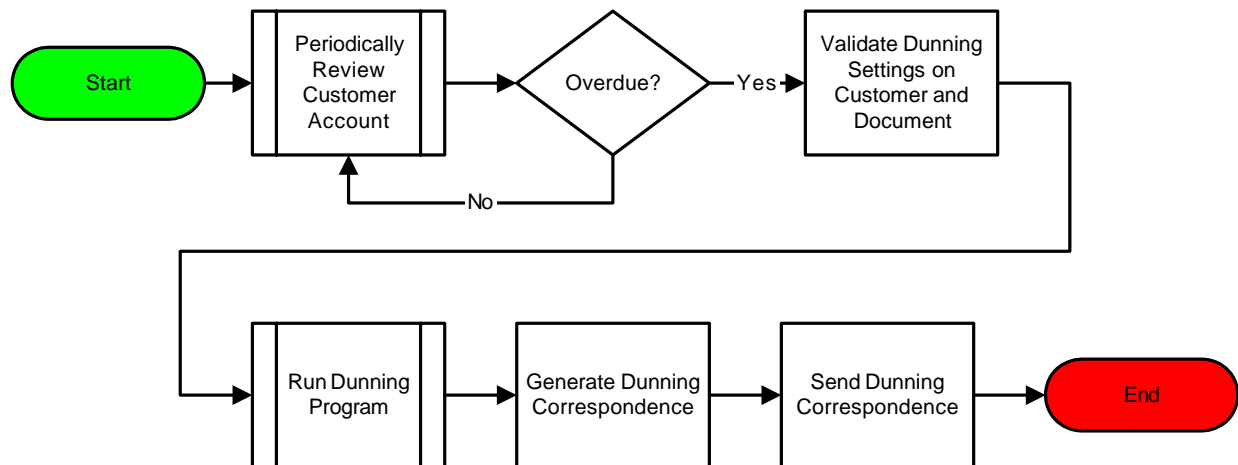 Start
Periodically
Review
Customer
Account
Overdue?
Yes
Validate Dunning
Settings on
Customer and
Document
No
Run Dunning
Program
Generate Dunning
Correspondence
Send Dunning
Correspondence
End